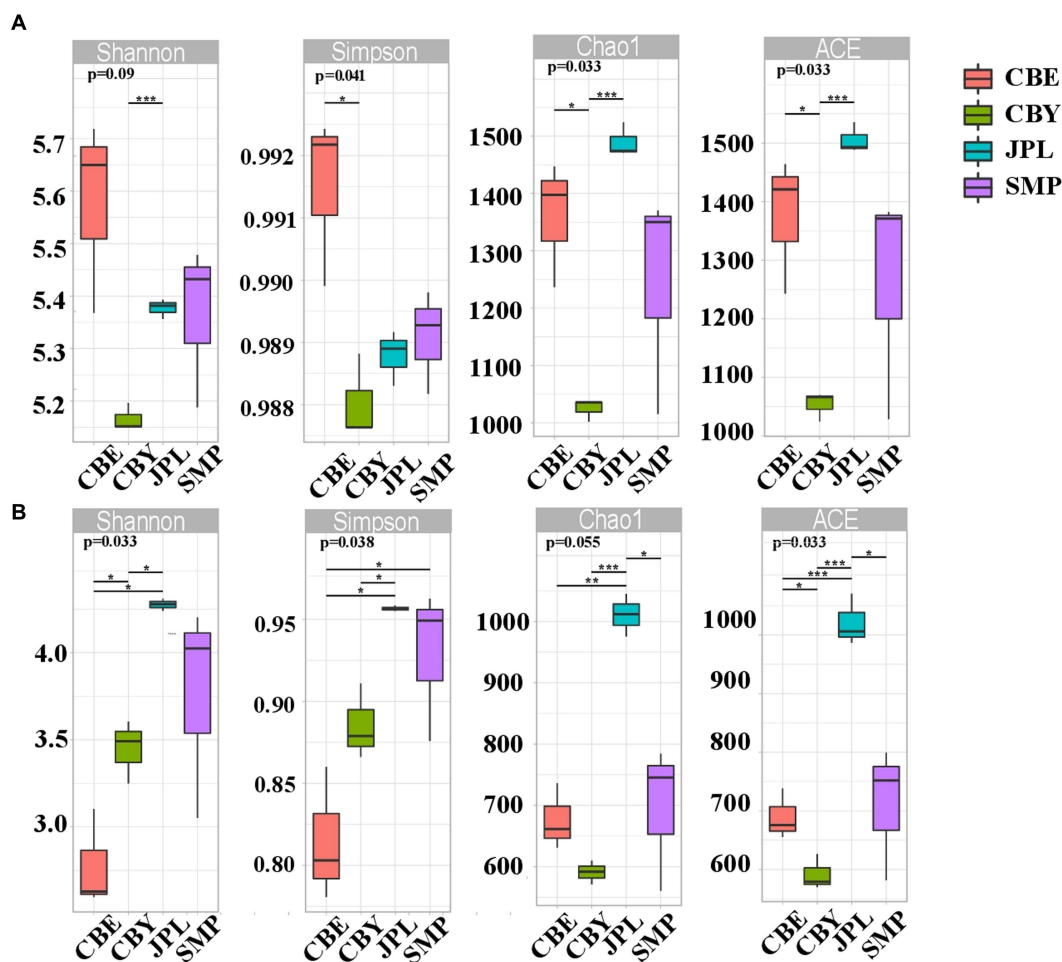 A
Shannon
p=0.09
***
5.7
5.6
5.5
5.4
5.3
5.2
CBE
CBY
JPL
SMP
Simpson
p=0.041
*
0.992
0.991
0.990
0.989
0.988
CBE
CBY
JPL
SMP
Chao1
p=0.033
*
***
1500
1400
1300
1200
1100
1000
CBE
CBY
JPL
SMP
ACE
p=0.033
*
***
1500
1400
1300
1200
1100
1000
CBE
CBY
JPL
SMP
CBE
CBY
JPL
SMP
B
Shannon
p=0.033
*
*
*
4.0
3.5
3.0
CBE
CBY
JPL
SMP
Simpson
p=0.038
*
*
*
0.95
0.90
0.85
0.80
CBE
CBY
JPL
SMP
Chao1
p=0.055
*
***
**
1000
900
800
700
600
CBE
CBY
JPL
SMP
ACE
p=0.033
*
***
***
*
1000
900
800
700
600
CBE
CBY
JPL
SMP